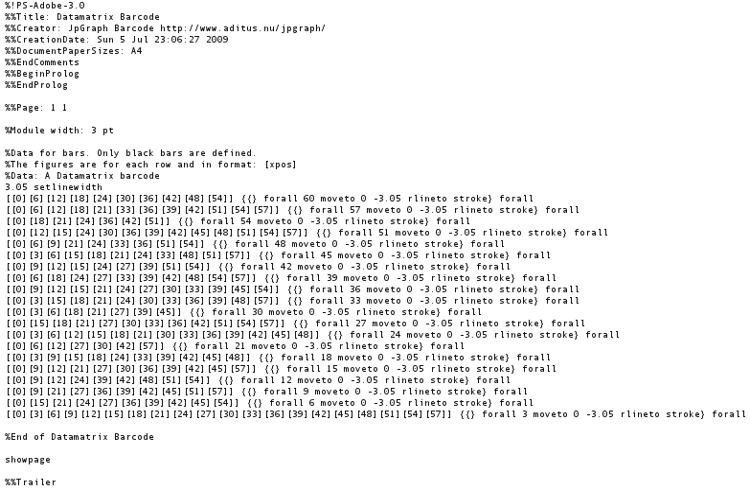 %!PS-Adobe-3.0
%%Title: Datamatrix Barcode
%%Creator: JpGraph Barcode http://www.aditus.nu/jpgraph/
%%CreationDate: Sun 5 Jul 23:06:27 2009
%%DocumentPaperSizes: A4
%%EndComments
%%BeginProlog
%%EndProlog
%%Page: 1 1
%Module width: 3 pt
%Data for bars. Only black bars are defined.
%The figures are for each row and in format: [xpos]
%Data: A Datamatrix barcode
3.05 setlinewidth
[[0][6][12][18][24][30][36][42][48][54]] {{} forall 60 moveto 0 -3.05 rlineto stroke} forall
[[0][6][12][18][21][33][36][39][42][51][54][57]] {{} forall 57 moveto 0 -3.05 rlineto stroke} forall
[[0][18][21][24][36][42][51]] {{} forall 54 moveto 0 -3.05 rlineto stroke} forall
[[0][12][15][24][30][36][39][42][45][48][51][54][57]] {{} forall 51 moveto 0 -3.05 rlineto stroke} forall
[[0][6][9][21][24][33][36][51][54]] {{} forall 48 moveto 0 -3.05 rlineto stroke} forall
[[0][3][6][15][18][21][24][33][48][51][57]] {{} forall 45 moveto 0 -3.05 rlineto stroke} forall
[[0][9][12][15][24][27][39][51][54]] {{} forall 42 moveto 0 -3.05 rlineto stroke} forall
[[0][6][18][24][27][33][39][42][48][54][57]] {{} forall 39 moveto 0 -3.05 rlineto stroke} forall
[[0][9][12][15][21][24][27][30][33][39][45][54]] {{} forall 36 moveto 0 -3.05 rlineto stroke} forall
[[0][3][15][18][21][24][30][33][36][39][48][57]] {{} forall 33 moveto 0 -3.05 rlineto stroke} forall
[[0][3][6][18][21][27][39][45]] {{} forall 30 moveto 0 -3.05 rlineto stroke} forall
[[0][15][18][21][27][30][33][36][42][51][54][57]] {{} forall 27 moveto 0 -3.05 rlineto stroke} forall
[[0][3][6][12][15][18][21][30][33][36][39][42][45][48]] {{} forall 24 moveto 0 -3.05 rlineto stroke} forall
[[0][6][12][27][30][42][57]] {{} forall 21 moveto 0 -3.05 rlineto stroke} forall
[[0][3][9][15][18][24][33][39][42][45][48]] {{} forall 18 moveto 0 -3.05 rlineto stroke} forall
[[0][9][12][21][27][30][36][39][42][45][57]] {{} forall 15 moveto 0 -3.05 rlineto stroke} forall
[[0][9][12][24][39][42][48][51][54]] {{} forall 12 moveto 0 -3.05 rlineto stroke} forall
[[0][9][21][27][36][39][42][45][51][57]] {{} forall 9 moveto 0 -3.05 rlineto stroke} forall
[[0][15][21][24][27][36][39][42][45][54]] {{} forall 6 moveto 0 -3.05 rlineto stroke} forall
[[0][3][6][9][12][15][18][21][24][27][30][33][36][39][42][45][48][51][54][57]] {{} forall 3 moveto 0 -3.05 rlineto stroke} forall
%End of Datamatrix Barcode
showpage
%%Trailer